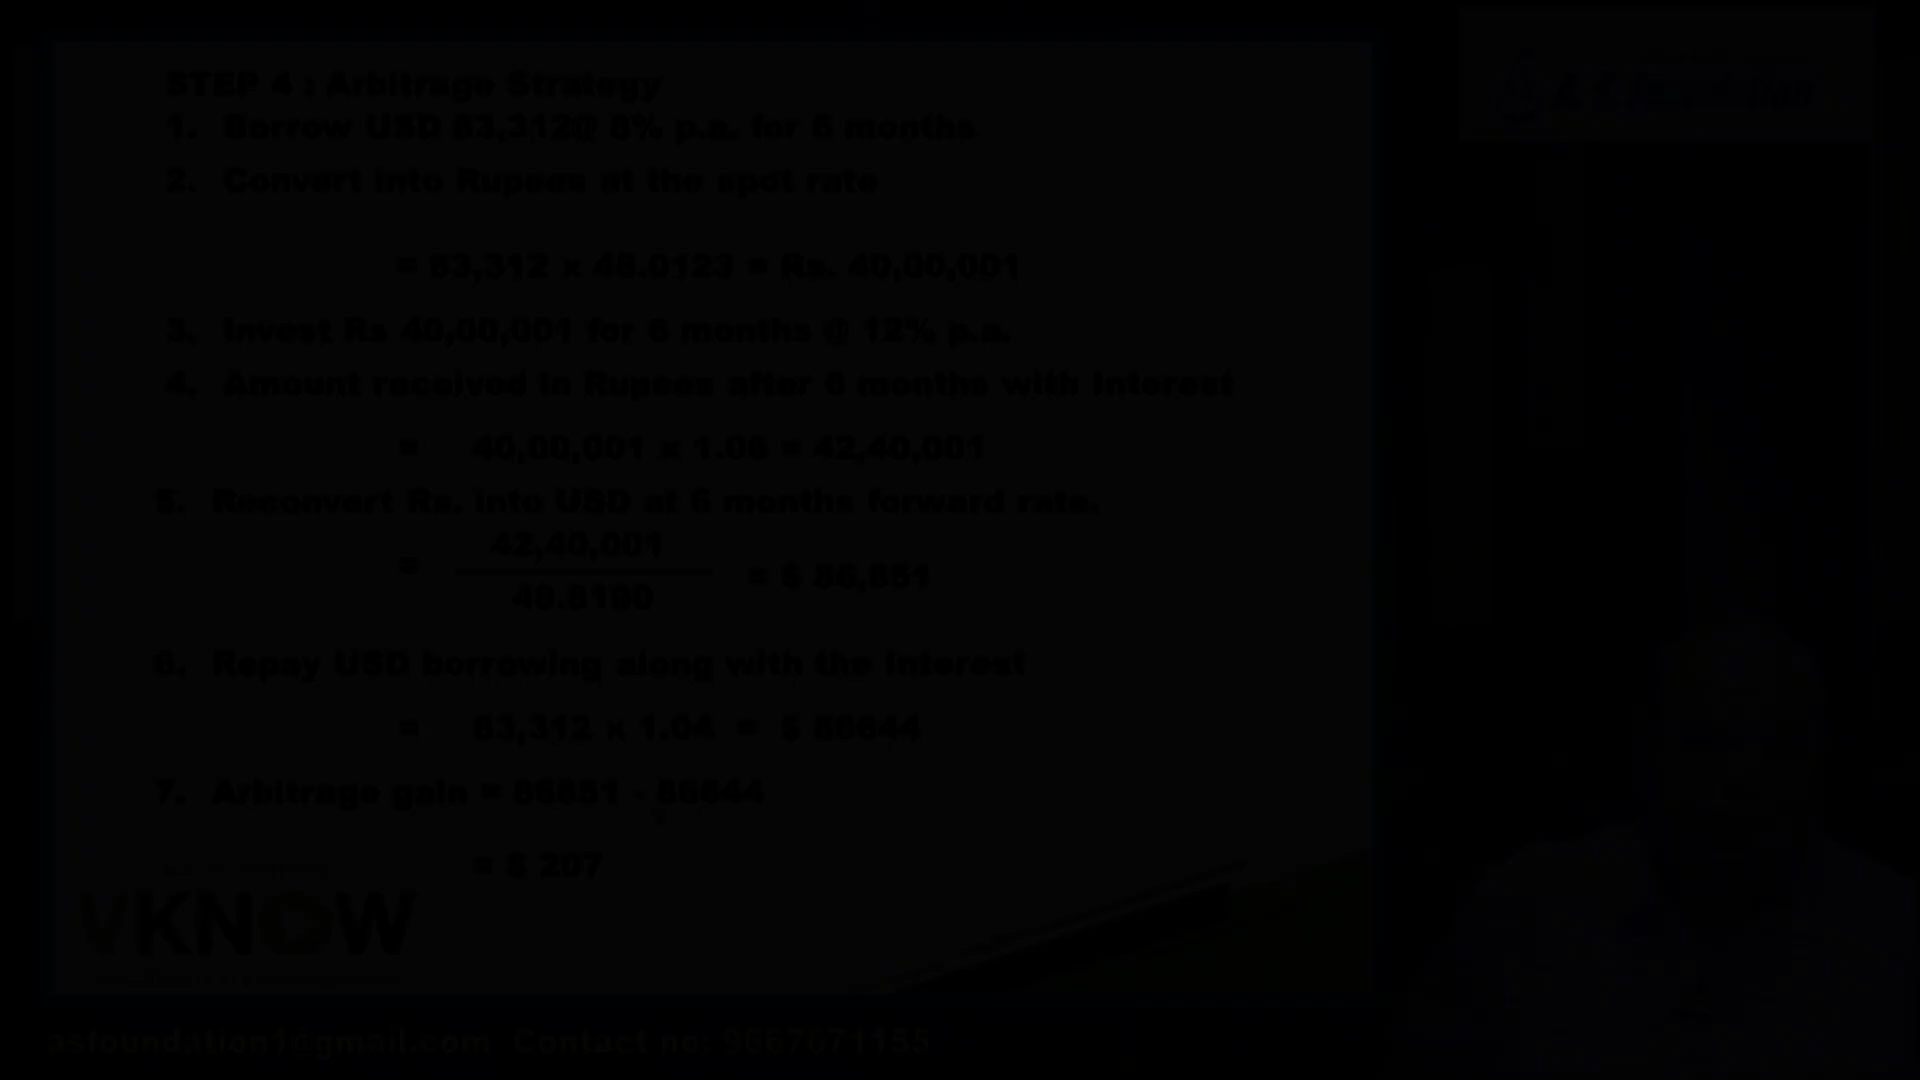 STEP 4 : Arbitrage Strategy
1. Borrow USD 83,312@ 8% p.a. for 6 months
2. Convert into Rupees at the spot rate
= 83,312 x 48.0123 = Rs. 40,00,001
3. Invest Rs 40,00,001 for 6 months @ 12% p.a.
4. Amount received in Rupees after 6 months with interest
= 40,00,001 x 1.06 = 42,40,001
5. Reconvert Rs. into USD at 6 months forward rate.
42,40,001
= = $ 86,851
48.8190
6. Repay USD borrowing along with the interest
= 83,312 x 1.04 = $ 86644
7. Arbitrage gain = 86851 - 86644
= $ 207
VKNOW
asfoundation1@gmail.com Contact no: 9667671155